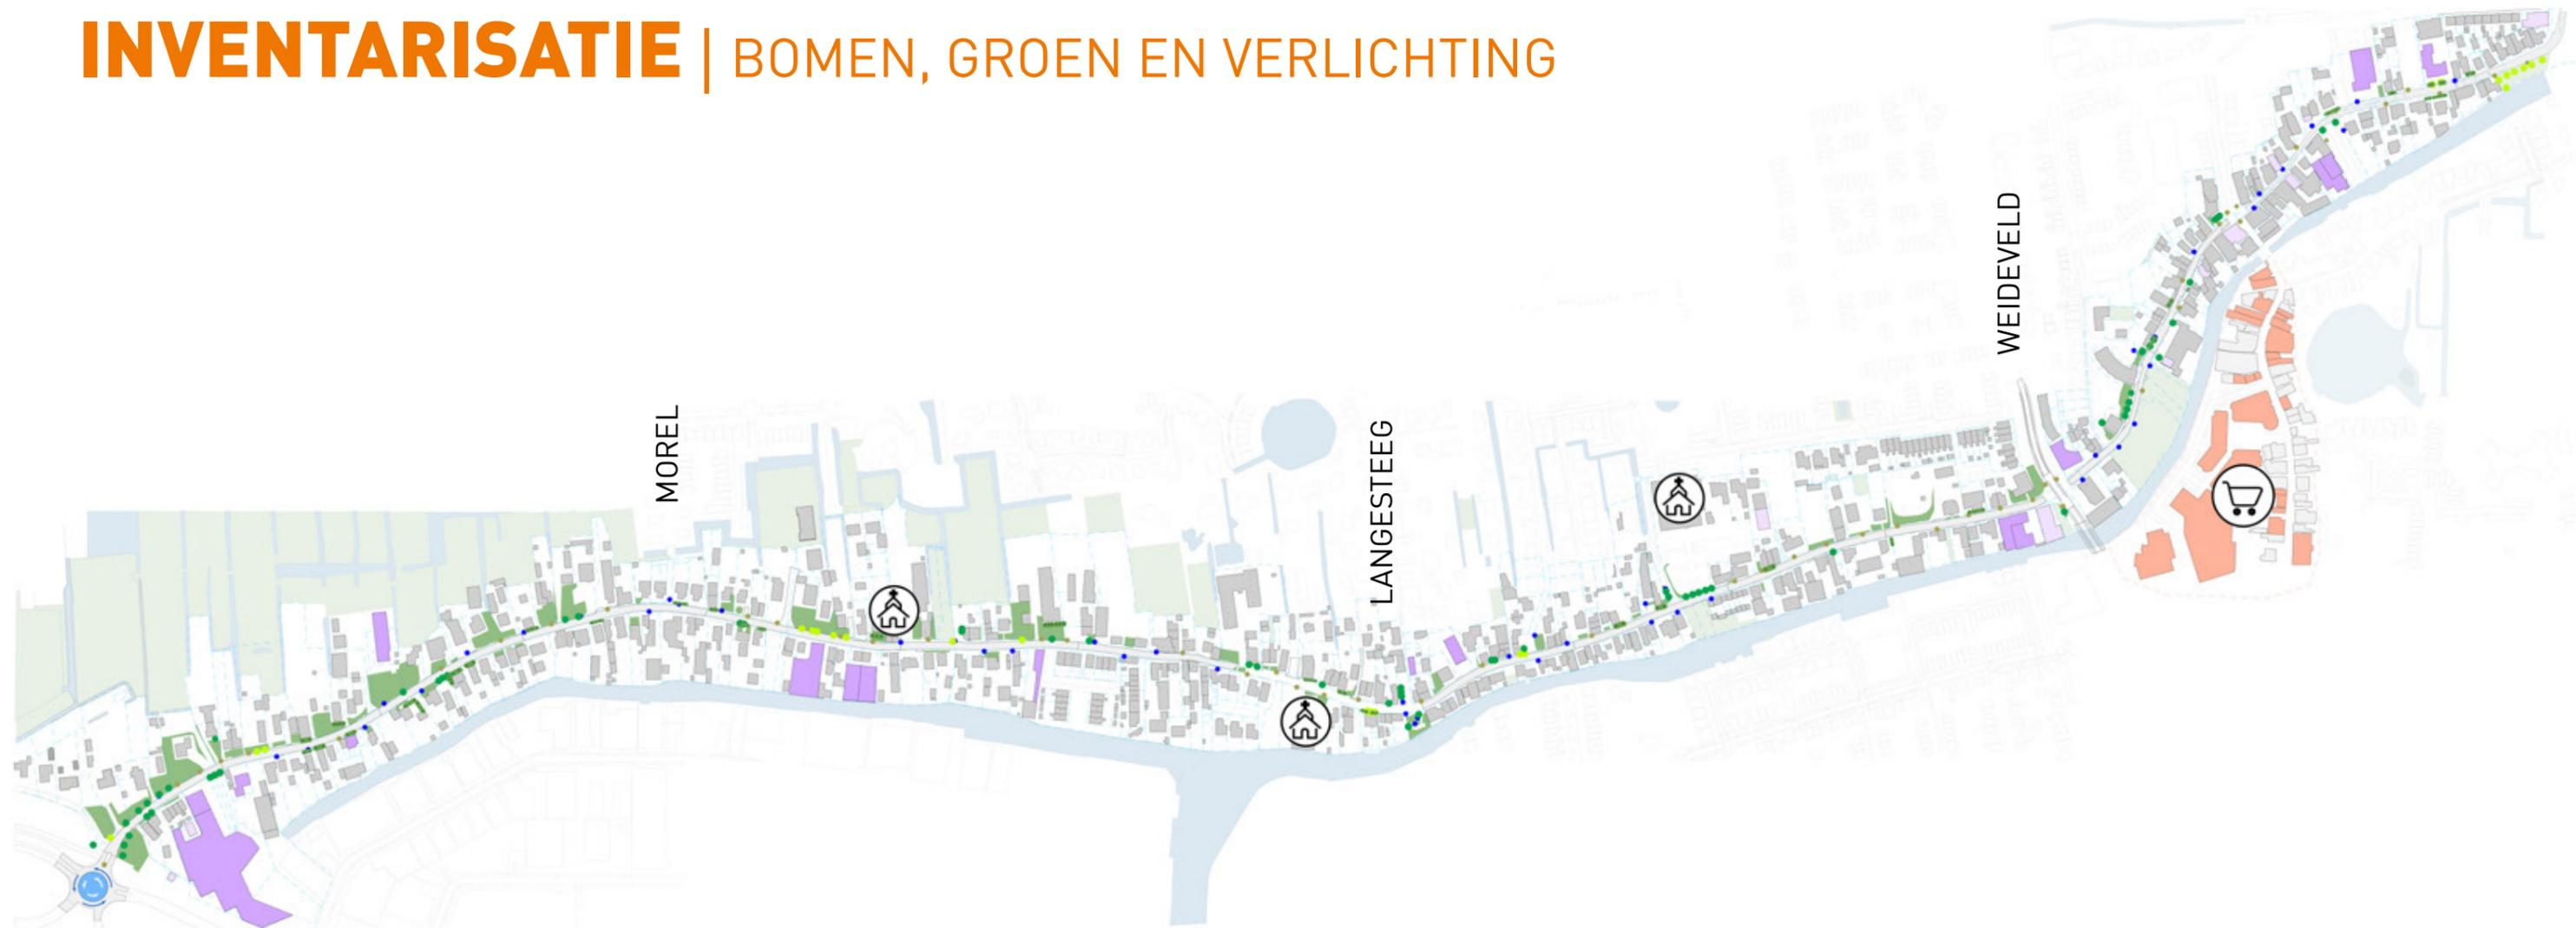 INVENTARISATIE | BOMEN, GROEN EN VERLICHTING
WEIDEVELD
MOREL
LANGESTEEG